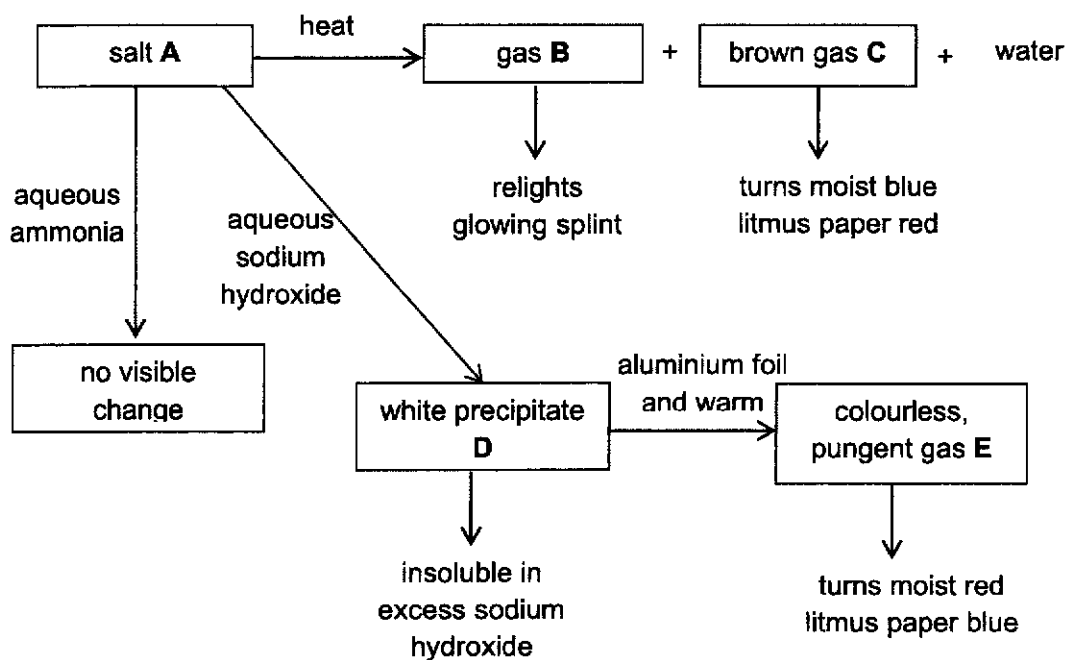 heat
salt A
gas B
+
brown gas C
+
water
relights
glowing splint
turns moist blue
litmus paper red
aqueous
ammonia
aqueous
sodium
hydroxide
no visible
change
white precipitate
D
aluminium foil
and warm
colourless,
pungent gas E
insoluble in
excess sodium
hydroxide
turns moist red
litmus paper blue